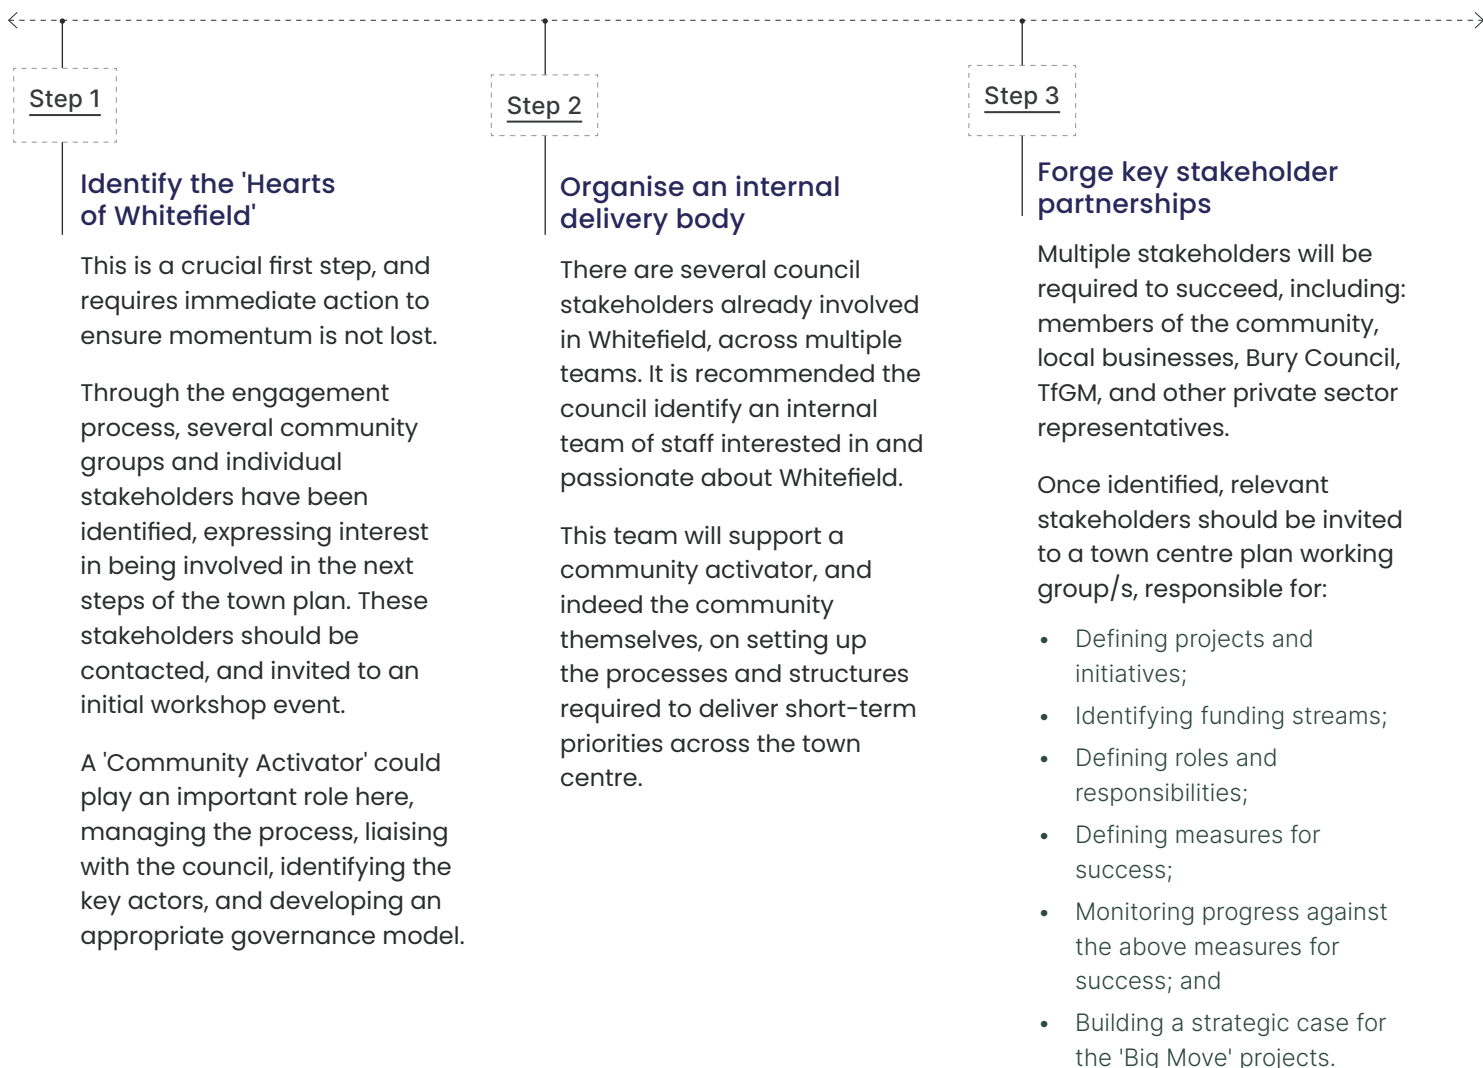 Step 1
Identify the 'Hearts
of Whitefield'
This is a crucial first step, and
requires immediate action to
ensure momentum is not lost.
Through the engagement
process, several community
groups and individual
stakeholders have been
identified, expressing interest
in being involved in the next
steps of the town plan. These
stakeholders should be
contacted, and invited to an
initial workshop event.
A 'Community Activator' could
play an important role here,
managing the process, liaising
with the council, identifying the
key actors, and developing an
appropriate governance model.
Step 2
Organise an internal
delivery body
There are several council
stakeholders already involved
in Whitefield, across multiple
teams. It is recommended the
council identify an internal
team of staff interested in and
passionate about Whitefield.
This team will support a
community activator, and
indeed the community
themselves, on setting up
the processes and structures
required to deliver short-term
priorities across the town
centre.
Step 3
Forge key stakeholder
partnerships
Multiple stakeholders will be
required to succeed, including:
members of the community,
local businesses, Bury Council,
TfGM, and other private sector
representatives.
Once identified, relevant
stakeholders should be invited
to a town centre plan working
group/s, responsible for:
• Defining projects and
initiatives;
• Identifying funding streams;
• Defining roles and
responsibilities;
• Defining measures for
success;
• Monitoring progress against
the above measures for
success; and
• Building a strategic case for
the 'Big Move' projects.